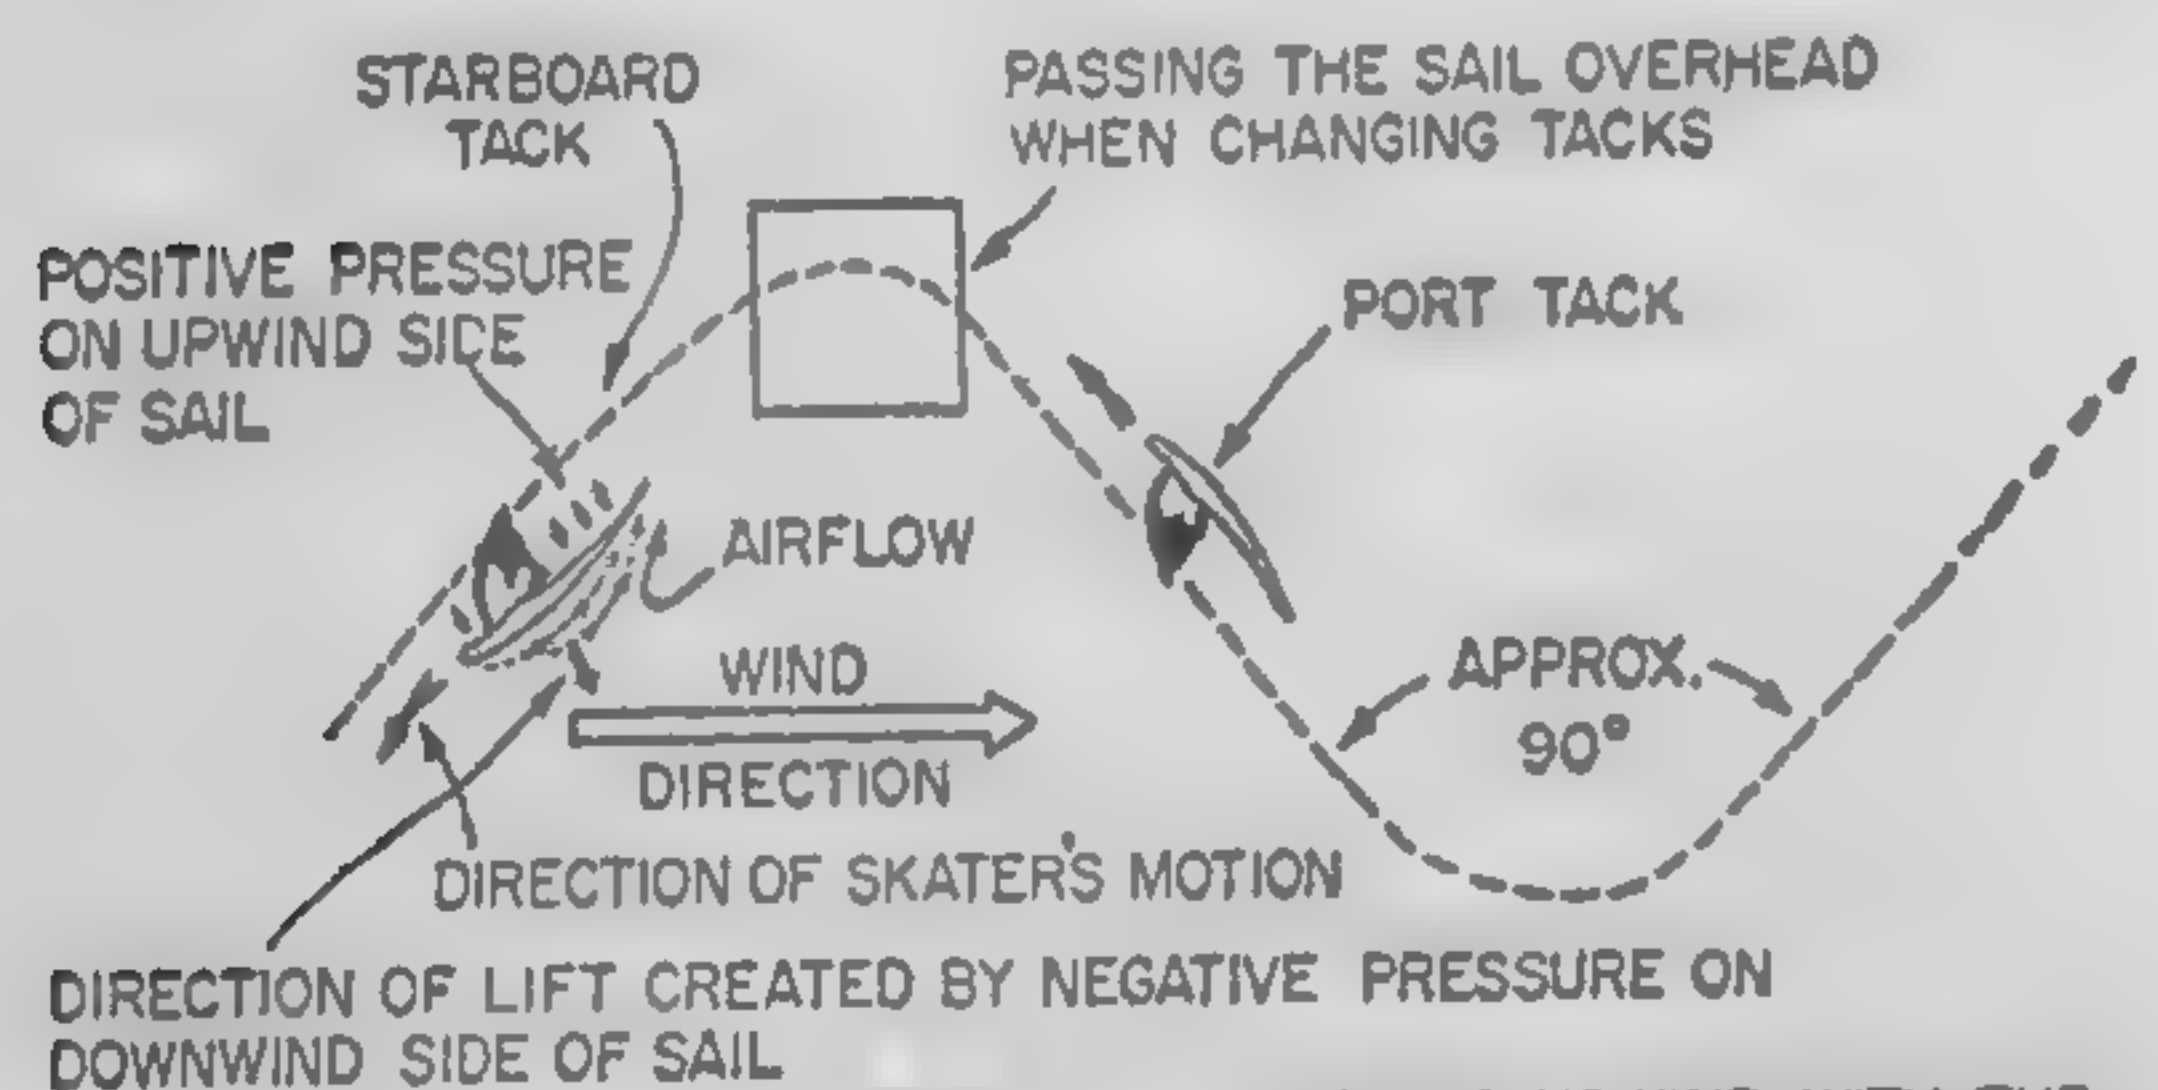 STARBOARD
TACK
PASSING THE SAIL OVERHEAD
WHEN CHANGING TACKS
POSITIVE PRESSURE
ON UPWIND SIDE
OF SAIL
PORT TACK
AIRFLOW
WIND
DIRECTION
APPROX.
90°
DIRECTION OF SKATER'S MOTION
DIRECTION OF LIFT CREATED BY NEGATIVE PRESSURE ON
DOWNWIND SIDE OF SAIL